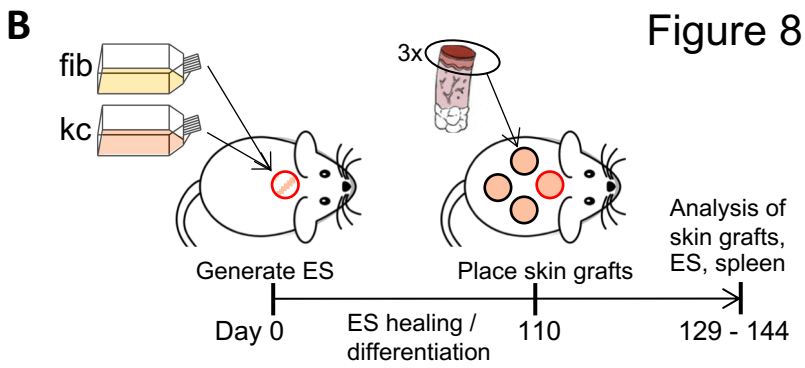 B
Figure 8
fib
kc
3x
Generate ES
Place skin grafts
Analysis of
skin grafts,
ES, spleen
Day 0
ES healing /
differentiation
110
129 - 144